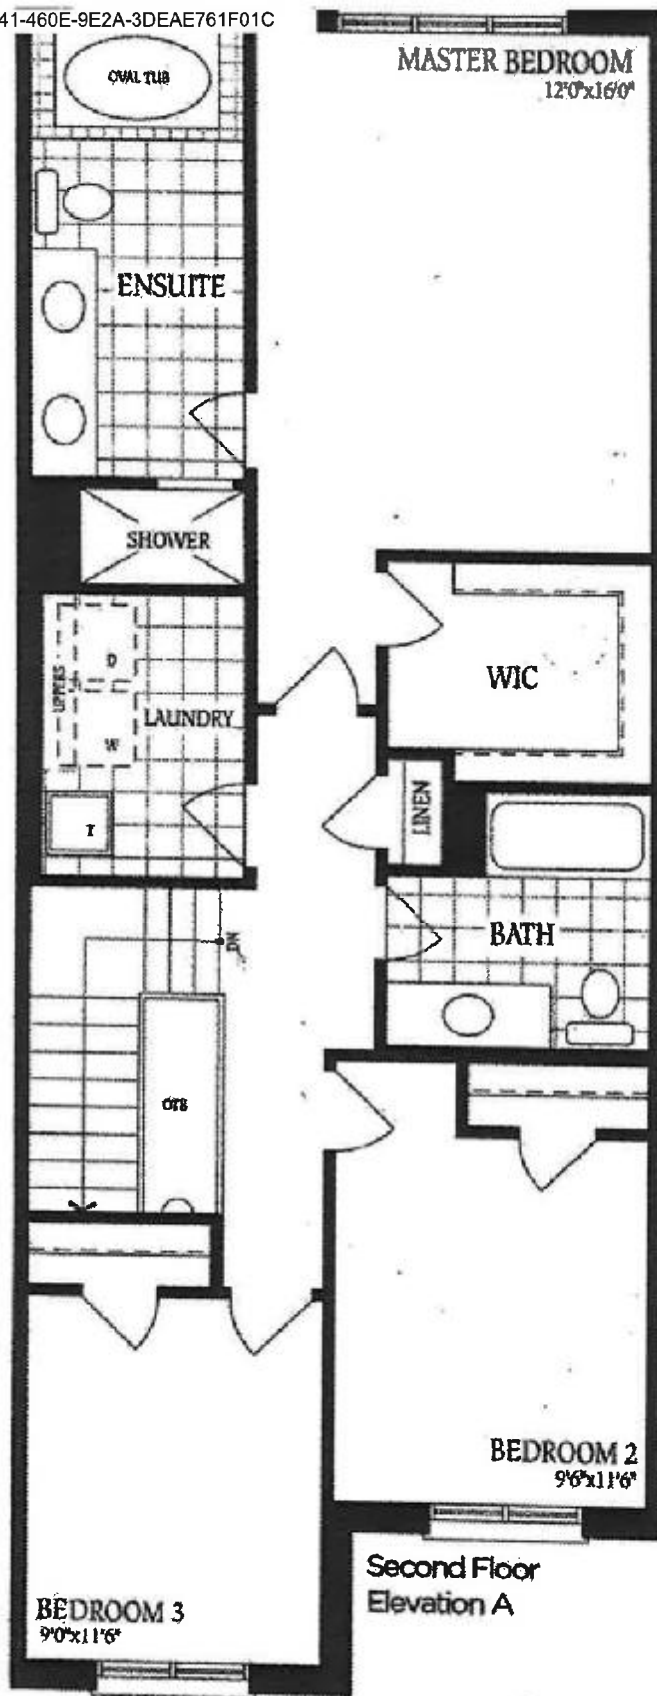 41-460E-9E2A-3DEAE761F01C
OVAL TUB
MASTER BEDROOM
12'0"x16'0"
ENSUITE
SHOWER
UPPERS
D
W
LAUNDRY
T
WIC
LINEN
BATH
DN
OTB
BEDROOM 2
9'6"x11'6"
BEDROOM 3
9'0"x11'6"
Second Floor
Elevation A